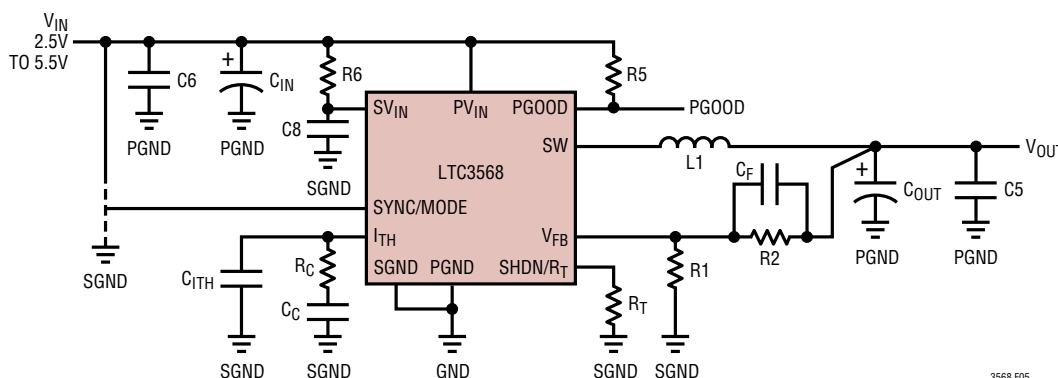 VIN
2.5V
TO 5.5V
C6
CIN
+
PGND
PGND
R6
C8
SGND
SVIN
PVIN
PGOOD
R5
PGOOD
SW
L1
VOUT
LTC3568
CF
+
COUT
C5
SYNC/MODE
ITH
VFB
R2
PGND
PGND
SGND
CITH
RC
SGND
PGND
SHDN/RT
R1
CC
RT
SGND
SGND
GND
SGND
SGND
3568 F05